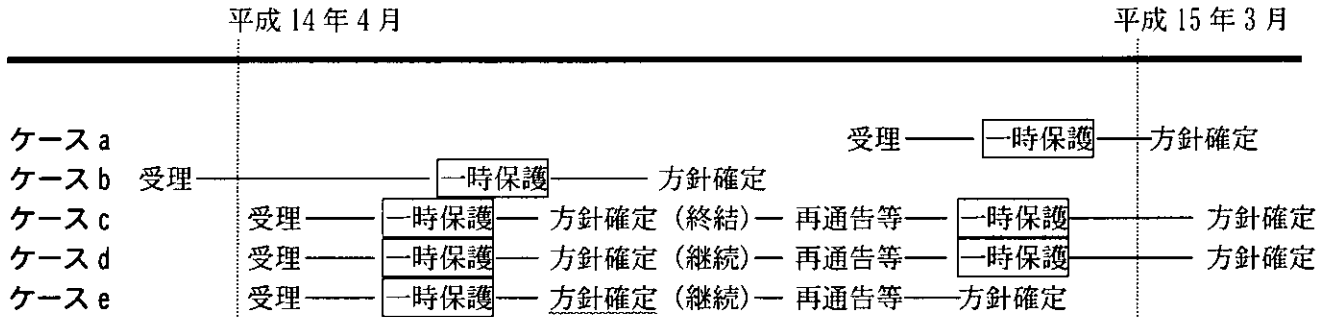 平成 14 年 4 月 平成 15 年 3 月
ケース a 受理 一時保護 方針確定
ケース b 受理 一時保護 方針確定
ケース c 受理 一時保護 方針確定（終結） 再通告等 一時保護 方針確定
ケース d 受理 一時保護 方針確定（継続） 再通告等 一時保護 方針確定
ケース e 受理 一時保護 方針確定（継続） 再通告等 方針確定